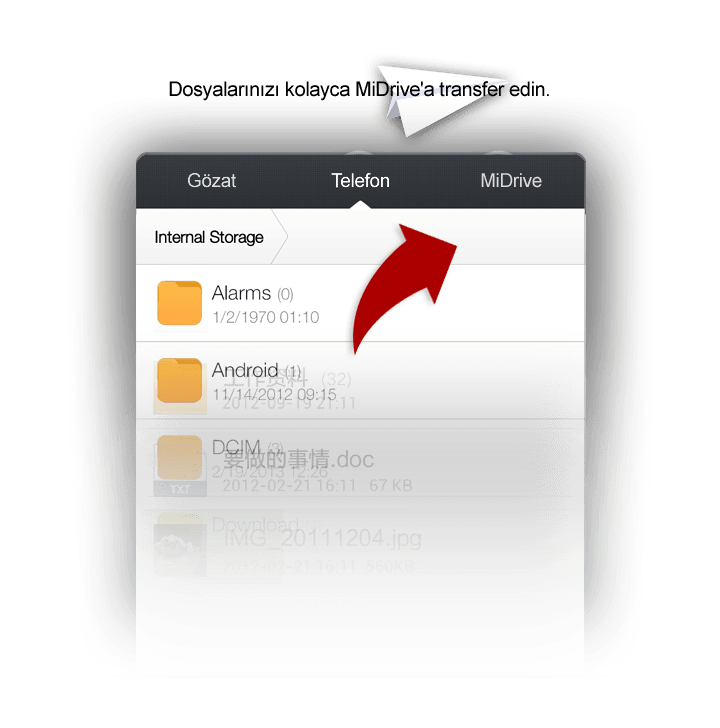 Dosyalarınızı kolayca MiDrive'a transfer edin.
Gözat Telefon MiDrive
Internal Storage
Alarms (0)
1/2/1970 01:10
Android (1)
工作资料 (32)
11/14/2012 09:15
2012-09-19 21:11
DCIM (3)
要做的事情.doc
2/19/2013 12:26
TXT
2012-02-21 16:11 67 KB
Download
IMG_20111204.jpg
2012-02-21 16:11 560KB